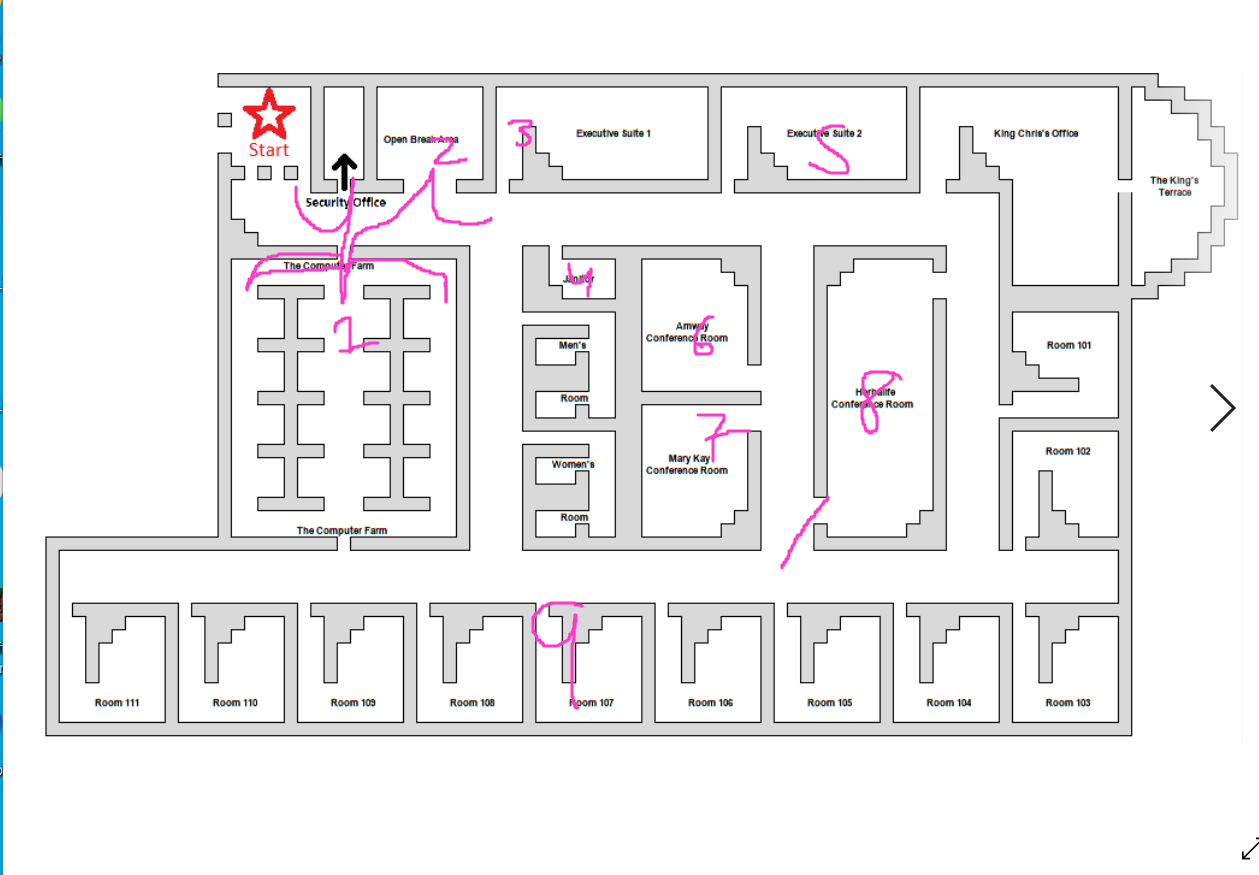 Start
Open Break Area
2
3
Executive Suite 1
Executive Suite 2
5
King Chris's Office
The King's
Terrace
Security Office
The Computer Farm
1
Janitor
4
Men's
Room
Women's
Room
Amway
Conference Room
6
Mary Kay
Conference Room
7
Herbalife
Conference Room
8
Room 101
Room 102
The Computer Farm
9
Room 111
Room 110
Room 109
Room 108
Room 107
Room 106
Room 105
Room 104
Room 103